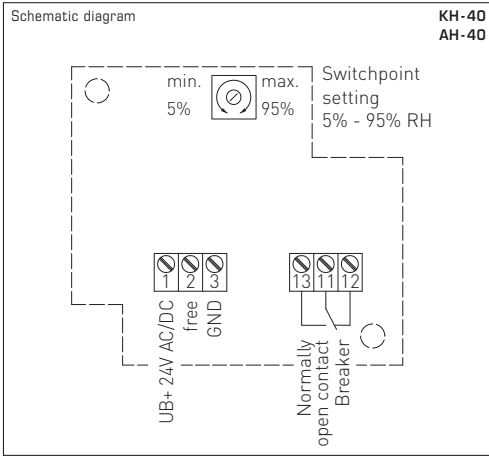 Schematic diagram
KH-40
AH-40
min.
5%
max.
95%
Switchpoint
setting
5% - 95% RH
1
2
3
13
11
12
UB+ 24V AC/DC
free
GND
Normally
open contact
Breaker